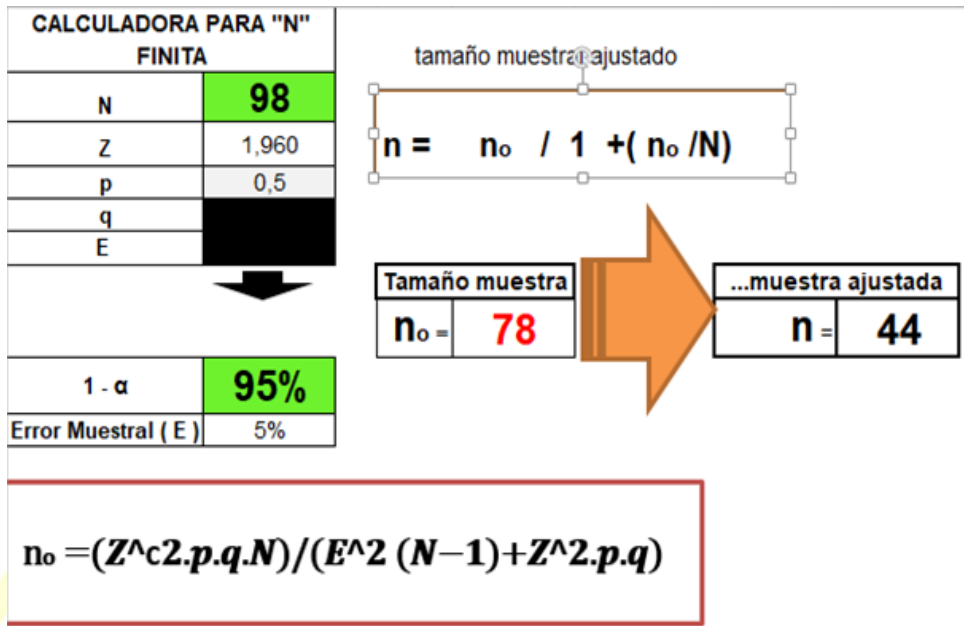 CALCULADORA PARA "N"
FINITA
N 98
Z 1,960
p 0,5
q
E
1 - α 95%
Error Muestral ( E ) 5%
tamaño muestral ajustado
n = nₒ / 1 +( nₒ /N)
Tamaño muestra
nₒ = 78
...muestra ajustada
n = 44
nₒ =(Z^c2.p.q.N)/(E^2 (N−1)+Z^2.p.q)